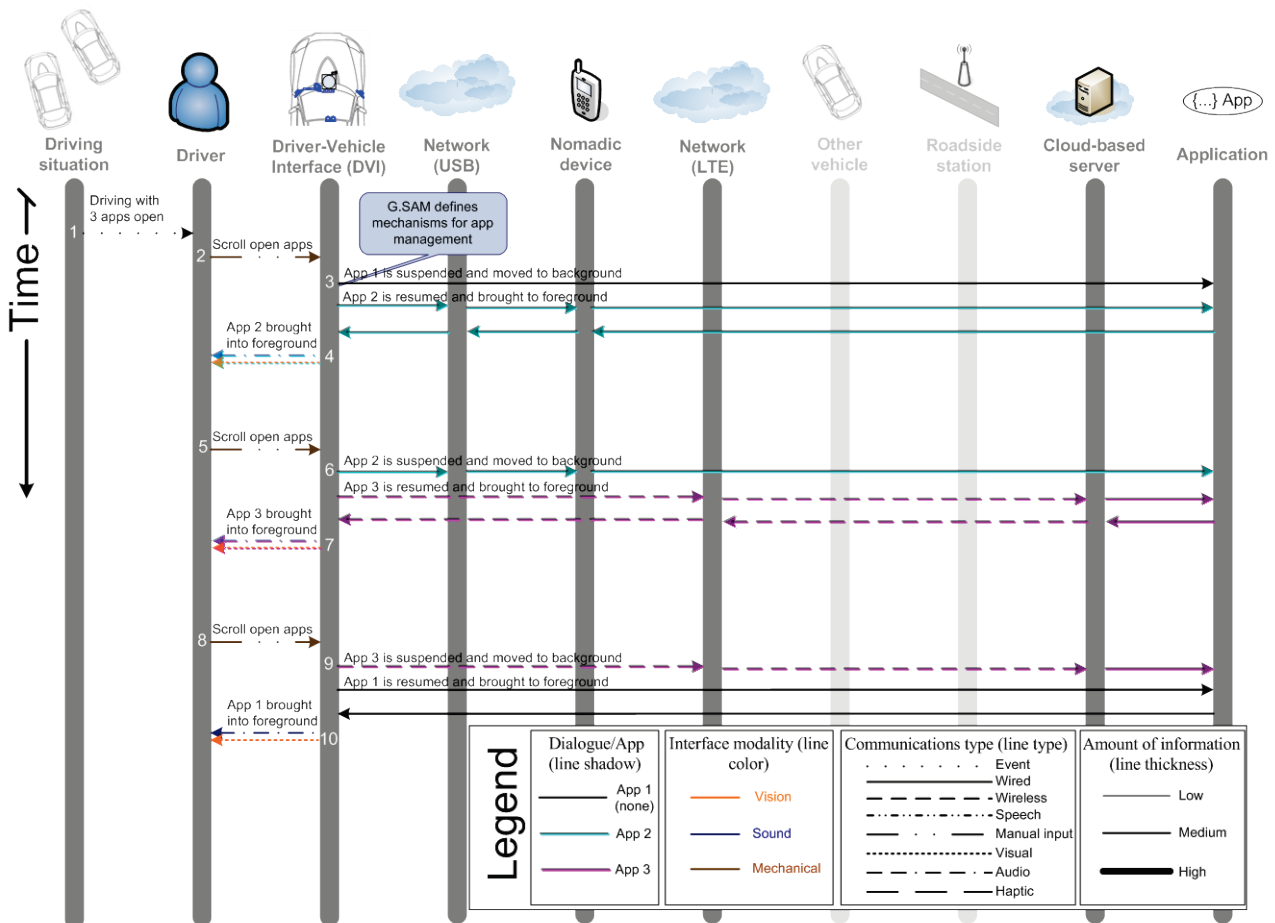 {...} App
Driving
situation
Driver
Driver-Vehicle
Interface (DVI)
Network
(USB)
Nomadic
device
Network
(LTE)
Other
vehicle
Roadside
station
Cloud-based
server
Application
Time
Driving with
3 apps open
1
G.SAM defines
mechanisms for app
management
Scroll open apps
2
App 1 is suspended and moved to background
3
App 2 is resumed and brought to foreground
App 2 brought
into foreground
4
Scroll open apps
5
App 2 is suspended and moved to background
6
App 3 is resumed and brought to foreground
App 3 brought
into foreground
7
Scroll open apps
8
App 3 is suspended and moved to background
9
App 1 is resumed and brought to foreground
App 1 brought
into foreground
10
Legend
Dialogue/App
(line shadow)
App 1
(none)
App 2
App 3
Interface modality (line
color)
Vision
Sound
Mechanical
Communications type (line type)
Event
Wired
Wireless
Speech
Manual input
Visual
Audio
Haptic
Amount of information
(line thickness)
Low
Medium
High